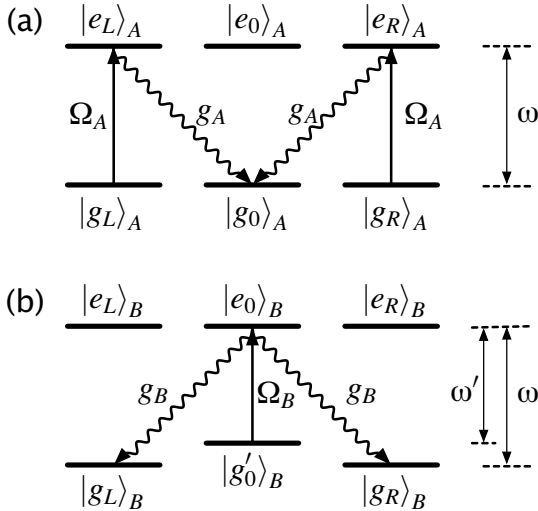 (a) |e_L⟩_A |e_0⟩_A |e_R⟩_A
Ω_A g_A g_A Ω_A ω
|g_L⟩_A |g_0⟩_A |g_R⟩_A
(b) |e_L⟩_B |e_0⟩_B |e_R⟩_B
g_B Ω_B g_B ω′ ω
|g_L⟩_B |g′_0⟩_B |g_R⟩_B